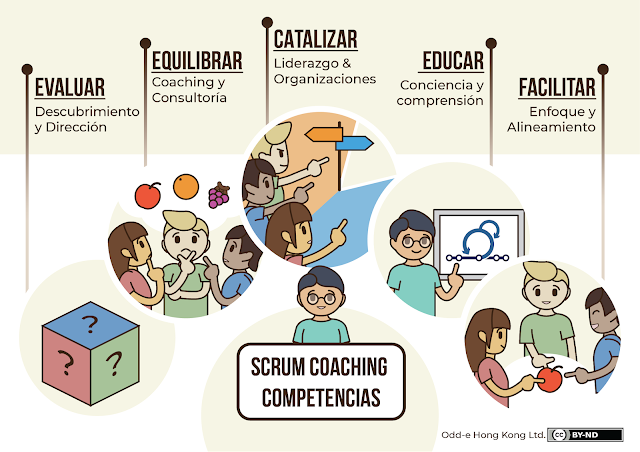 EVALUAR
Descubrimiento
y Dirección
EQUILIBRAR
Coaching y
Consultoría
CATALIZAR
Liderazgo &
Organizaciones
EDUCAR
Conciencia y
comprensión
FACILITAR
Enfoque y
Alineamiento
?
? ?
SCRUM COACHING
COMPETENCIAS
Odd-e Hong Kong Ltd. cc BY-ND